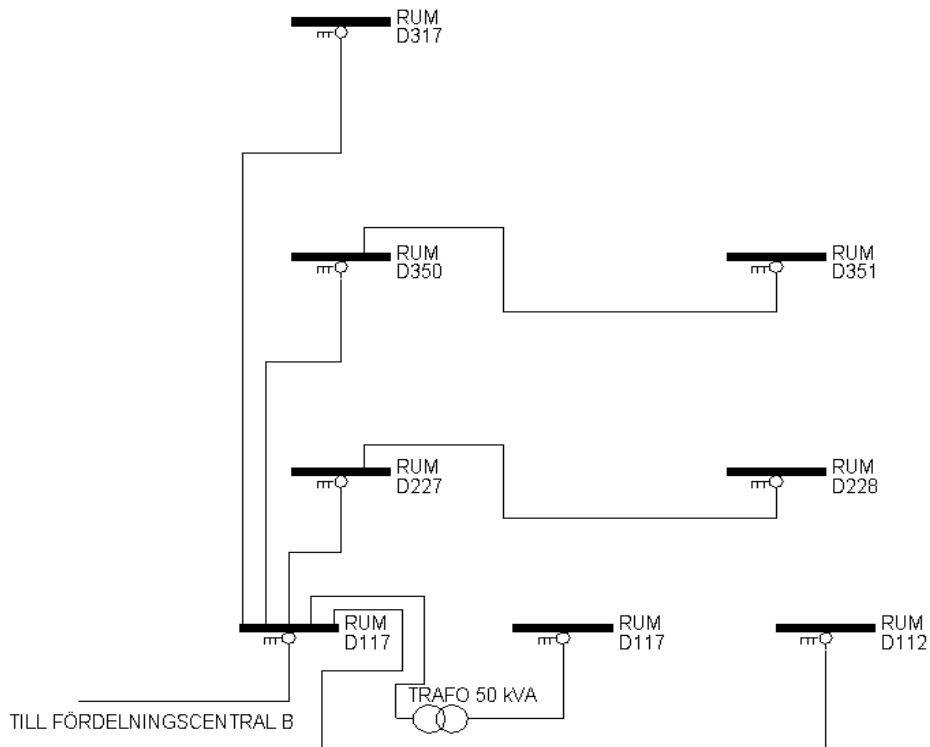 RUM
D317
RUM
D350
RUM
D351
RUM
D227
RUM
D228
RUM
D117
RUM
D117
RUM
D112
TRAFO 50 kVA
TILL FÖRDELNINGSCENTRAL B